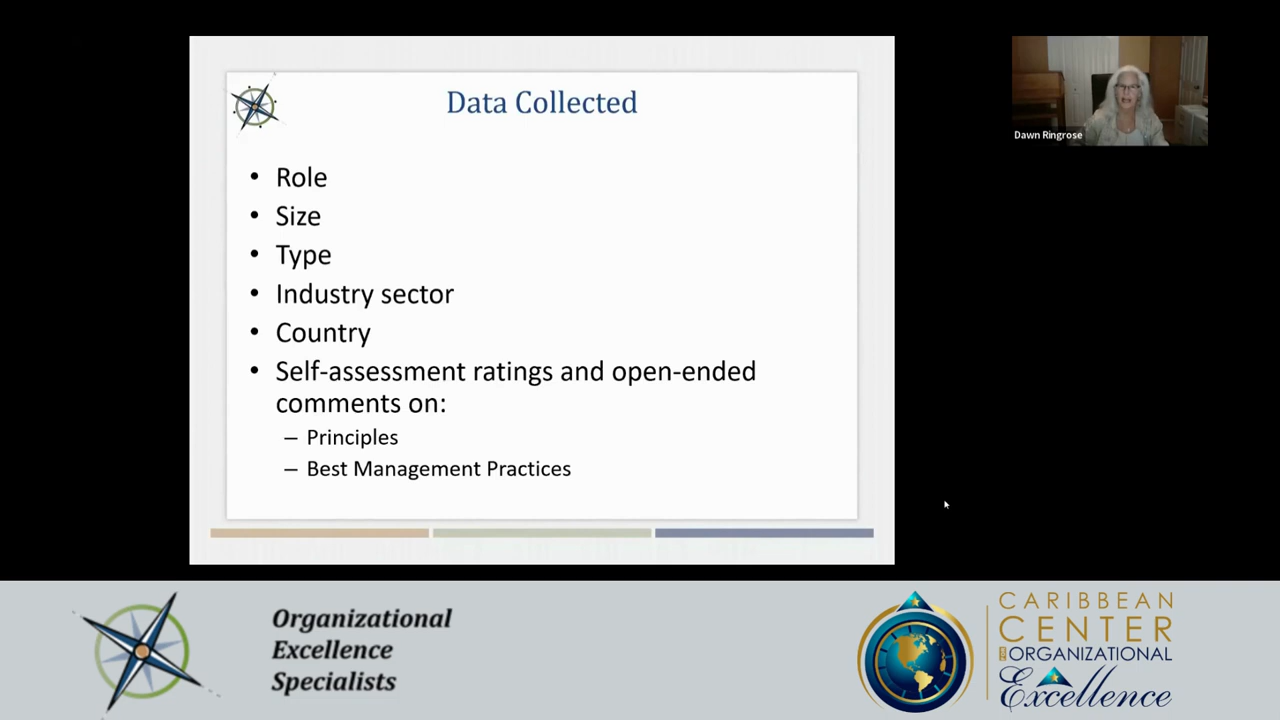 Data Collected
• Role
• Size
• Type
• Industry sector
• Country
• Self-assessment ratings and open-ended
comments on:
– Principles
– Best Management Practices
Dawn Ringrose
Organizational
Excellence
Specialists
CARIBBEAN
CENTER
FOR ORGANIZATIONAL
Excellence